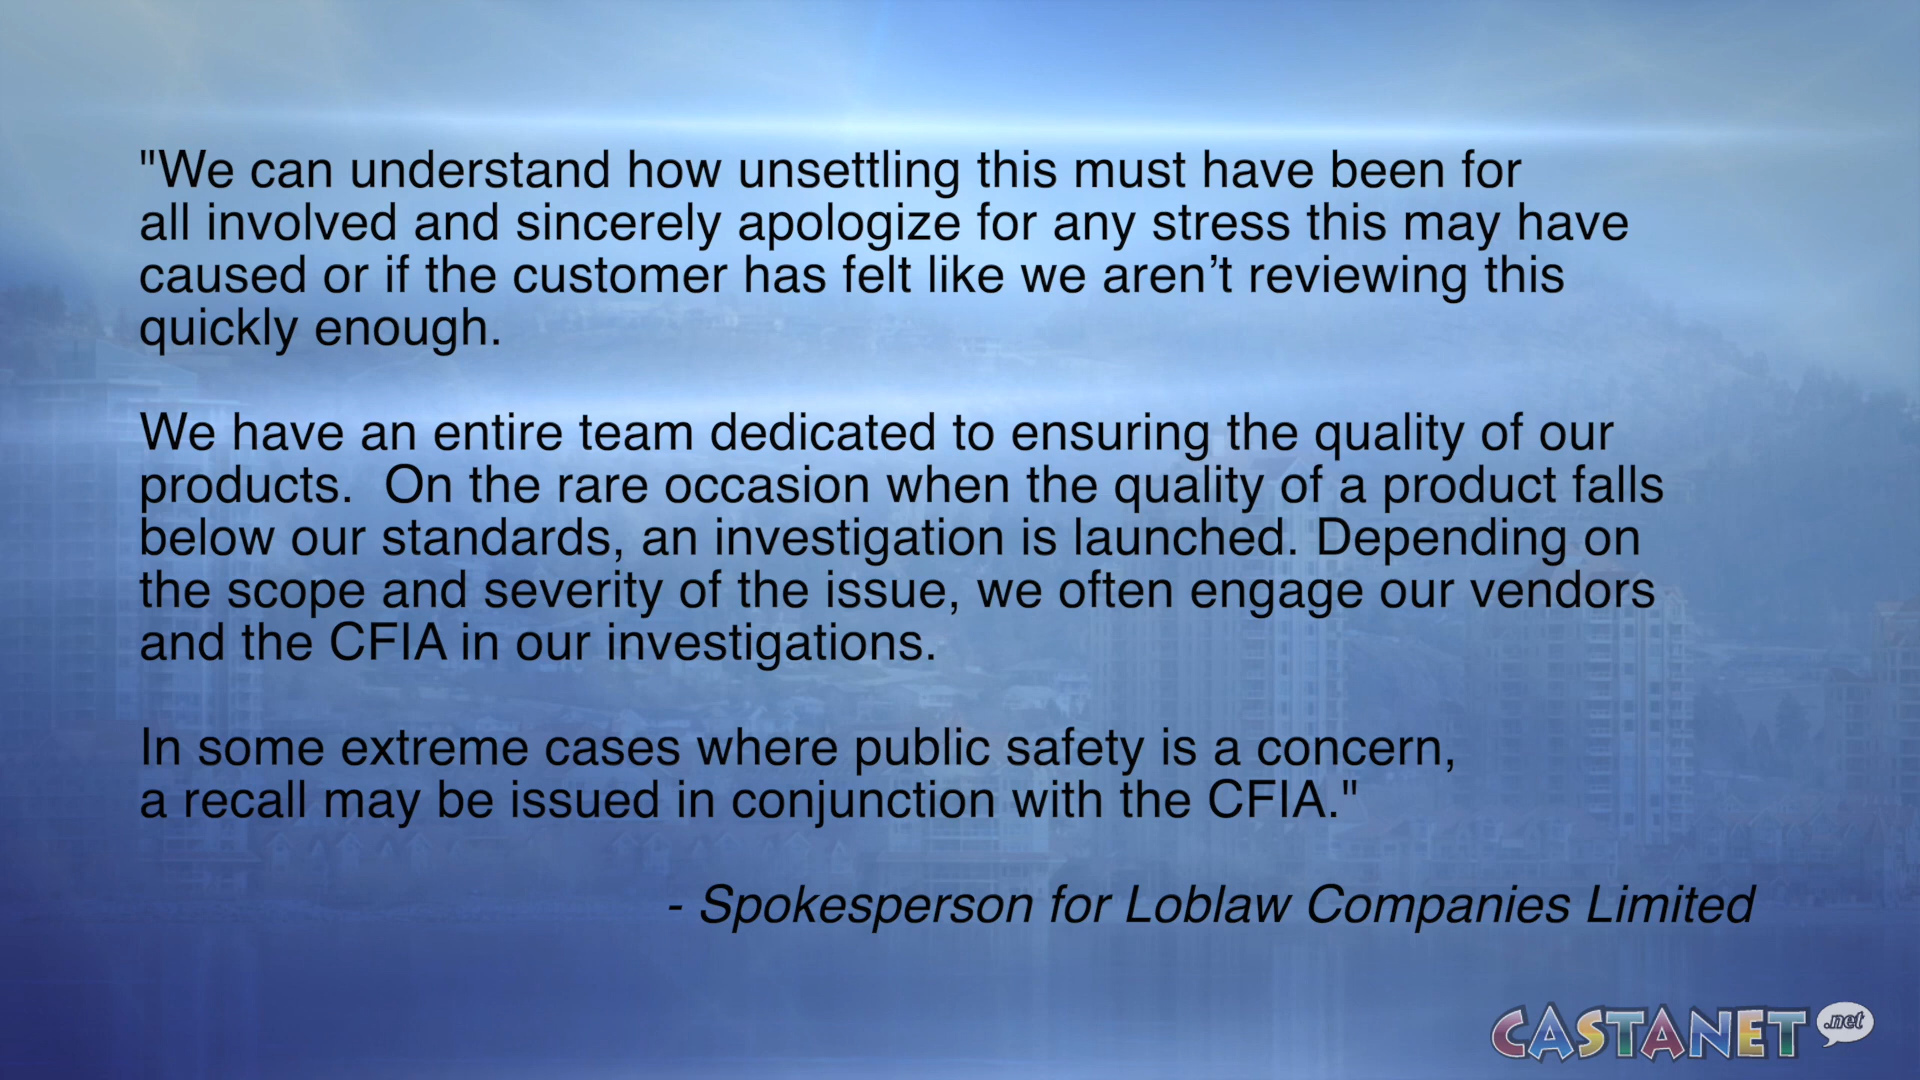 "We can understand how unsettling this must have been for
all involved and sincerely apologize for any stress this may have
caused or if the customer has felt like we aren’t reviewing this
quickly enough.
We have an entire team dedicated to ensuring the quality of our
products.  On the rare occasion when the quality of a product falls
below our standards, an investigation is launched. Depending on
the scope and severity of the issue, we often engage our vendors
and the CFIA in our investigations.
In some extreme cases where public safety is a concern,
a recall may be issued in conjunction with the CFIA."
- Spokesperson for Loblaw Companies Limited
CASTANET .net